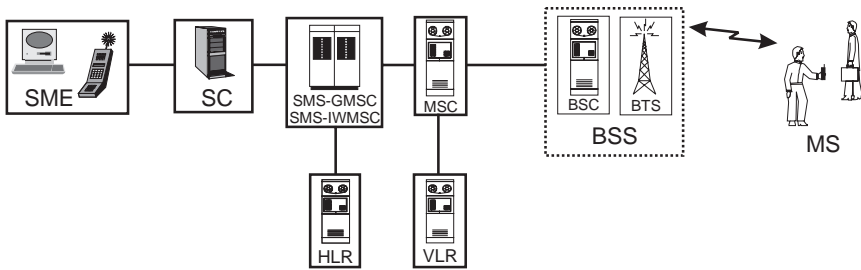 SME
SC
SMS-GMSC
SMS-IWMSC
MSC
BSC
BTS
BSS
MS
HLR
VLR